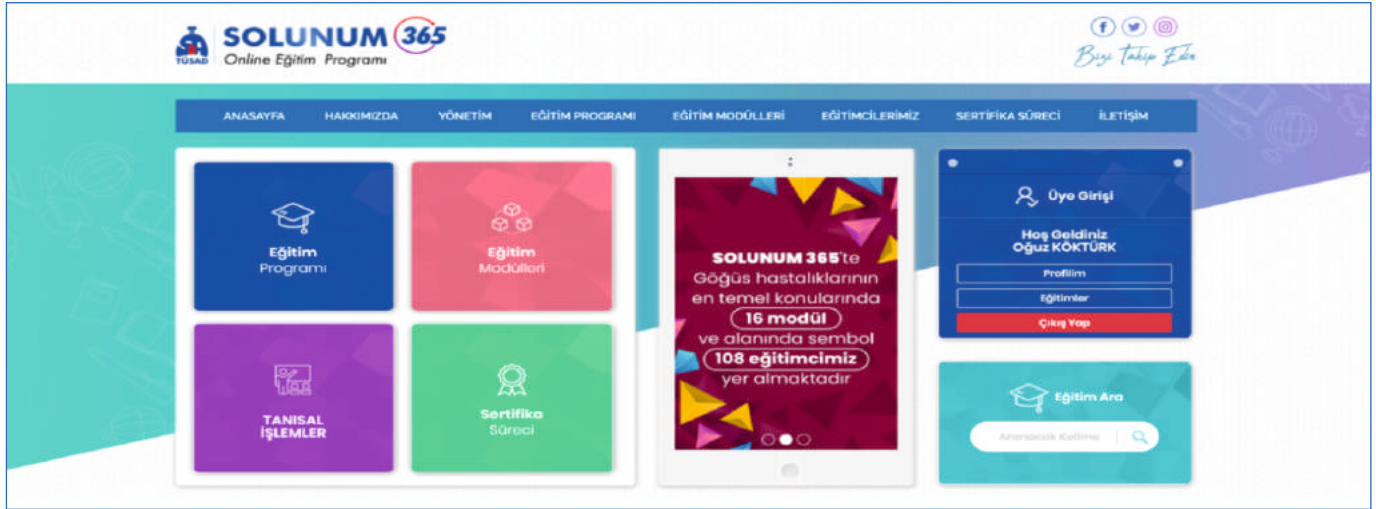 SOLUNUM 365
TÜSAD
Online Eğitim Programı
Bizi Takip Edin
ANASAYFA HAKKIMIZDA YÖNETİM EĞİTİM PROGRAMI EĞİTİM MODÜLLERİ EĞİTİMCİLERİMİZ SERTİFİKA SÜRECİ İLETİŞİM
Eğitim
Programı
Eğitim
Modülleri
TANISAL
İŞLEMLER
Sertifika
Süreci
SOLUNUM 365'te
Göğüs hastalıklarının
en temel konularında
16 modül
ve alanında sembol
108 eğitimcimiz
yer almaktadır
Üye Girişi
Hoş Geldiniz
Oğuz KÖKTÜRK
Profilim
Eğitimler
Çıkış Yap
Eğitim Ara
Aranacak Kelime